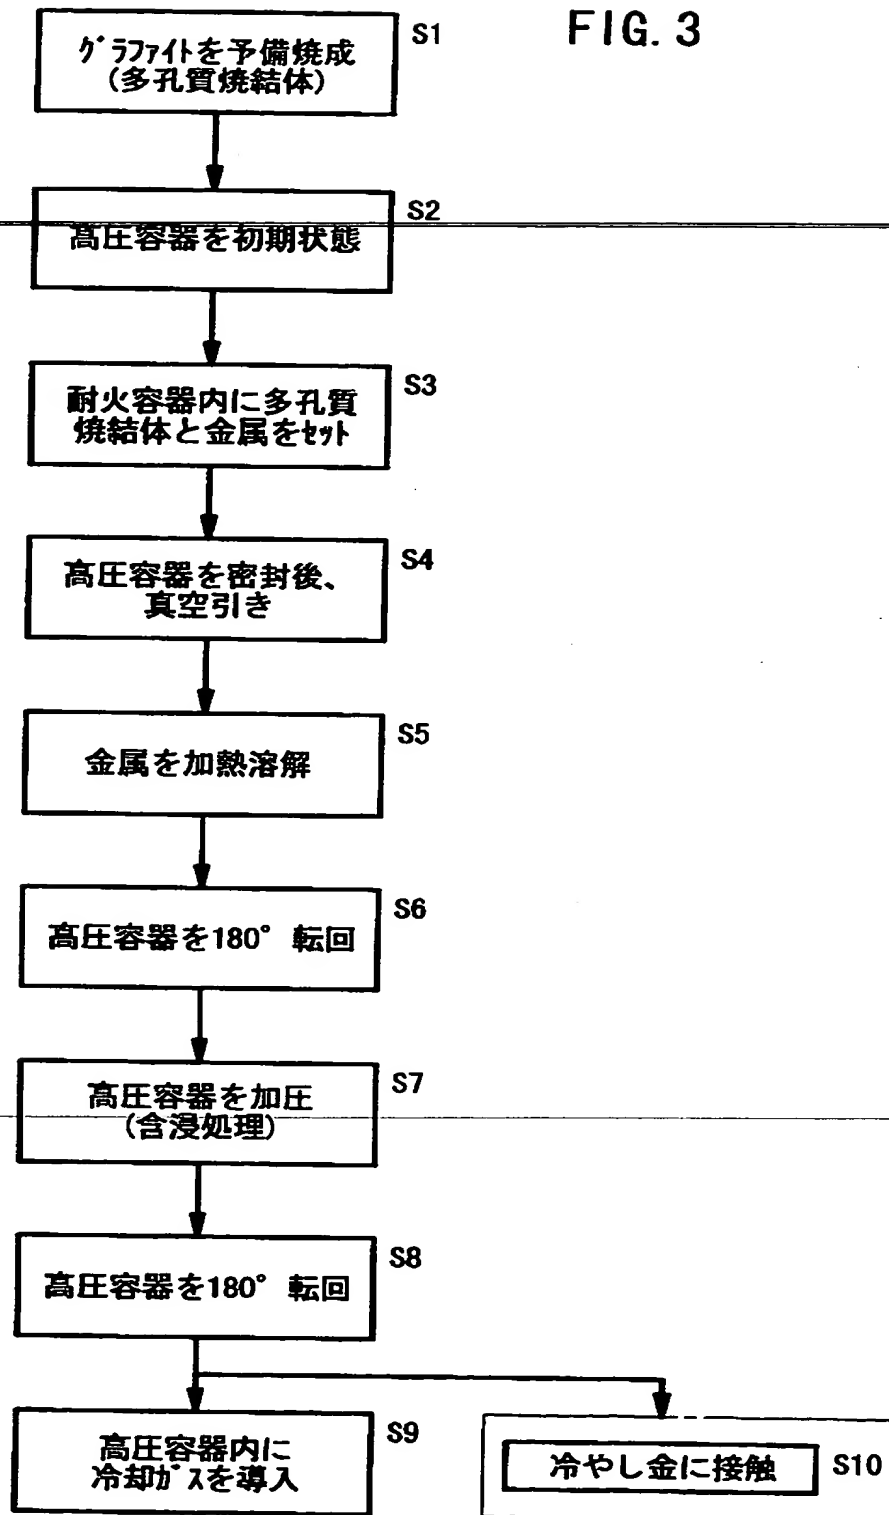 FIG. 3
S1
グラファイトを予備焼成
(多孔質焼結体)
S2
高圧容器を初期状態
S3
耐火容器内に多孔質
焼結体と金属をセット
S4
高圧容器を密封後、
真空引き
S5
金属を加熱溶解
S6
高圧容器を180° 転回
S7
高圧容器を加圧
(含浸処理)
S8
高圧容器を180° 転回
S9
高圧容器内に
冷却ガスを導入
冷やし金に接触
S10